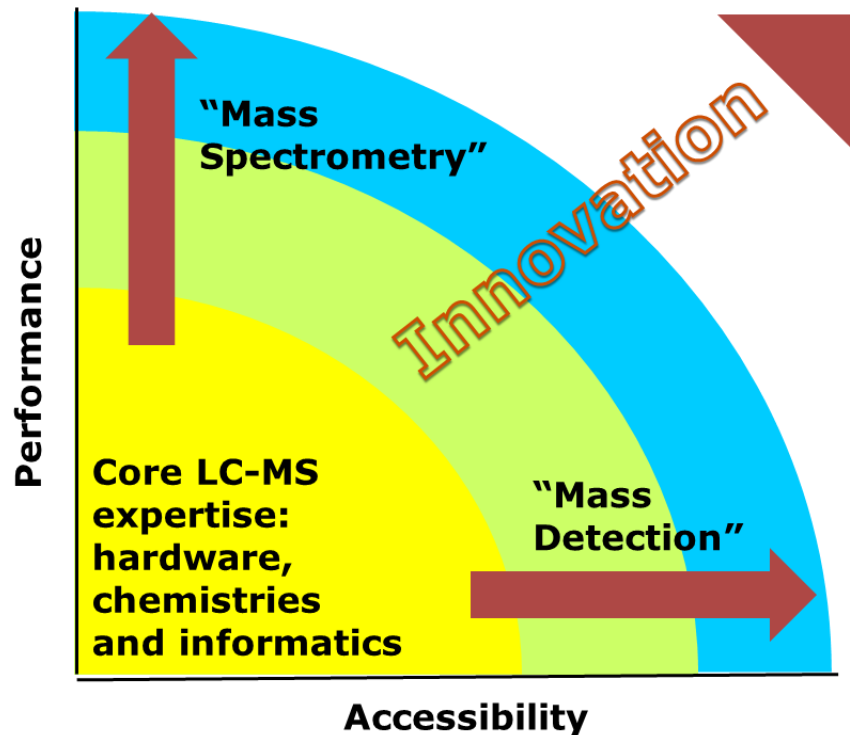 “Mass
Spectrometry”
Innovation
Performance
Core LC-MS
expertise:
hardware,
chemistries
and informatics
“Mass
Detection”
Accessibility